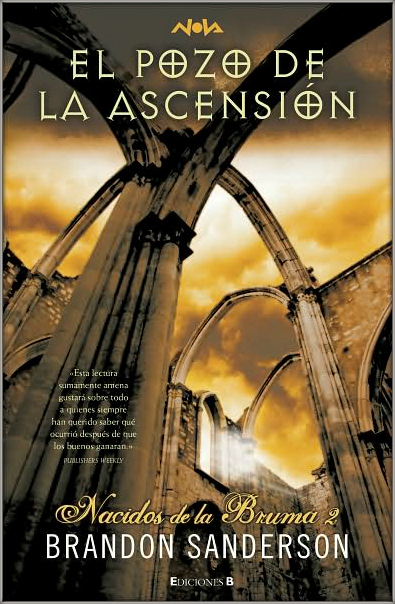 NOVA
EL POZO DE
LA ASCENSIÓN
«Esta lectura
sumamente amena
gustará sobre todo
a quienes siempre
han querido saber qué
ocurrió después de que
los buenos ganaran.»
PUBLISHERS WEEKLY
Nacidos de la Bruma 2
BRANDON SANDERSON
EDICIONES B